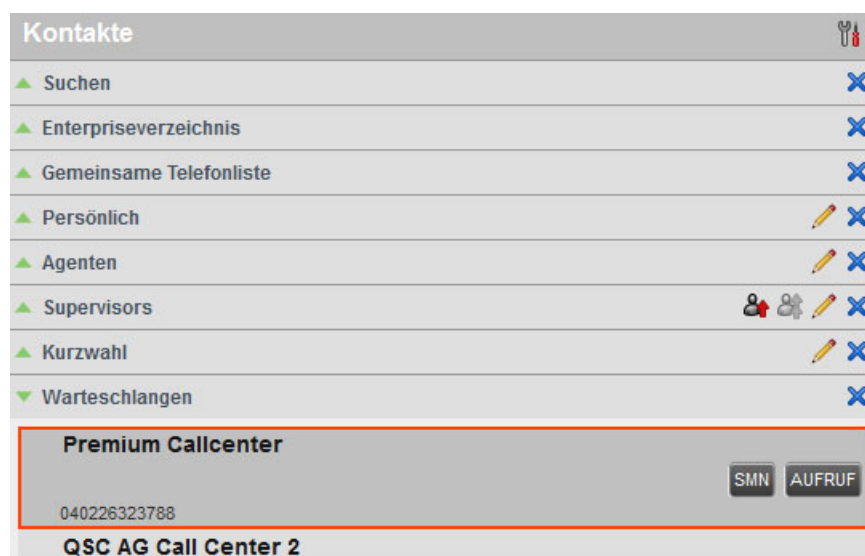 Kontakte
Suchen
Enterpriseverzeichnis
Gemeinsame Telefonliste
Persönlich
Agenten
Supervisors
Kurzwahl
Warteschlangen
Premium Callcenter
SMN AUFRUF
040226323788
QSC AG Call Center 2